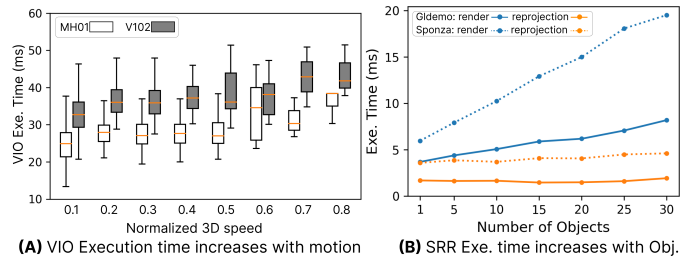 60
50
40
30
20
10
VIO Exe. Time (ms)
MH01 V102
0.1 0.2 0.3 0.4 0.5 0.6 0.7 0.8
Normalized 3D speed
(A) VIO Execution time increases with motion
20
15
10
5
0
Exe. Time (ms)
Gldemo: render reprojection
Sponza: render reprojection
1 5 10 15 20 25 30
Number of Objects
(B) SRR Exe. time increases with Obj.